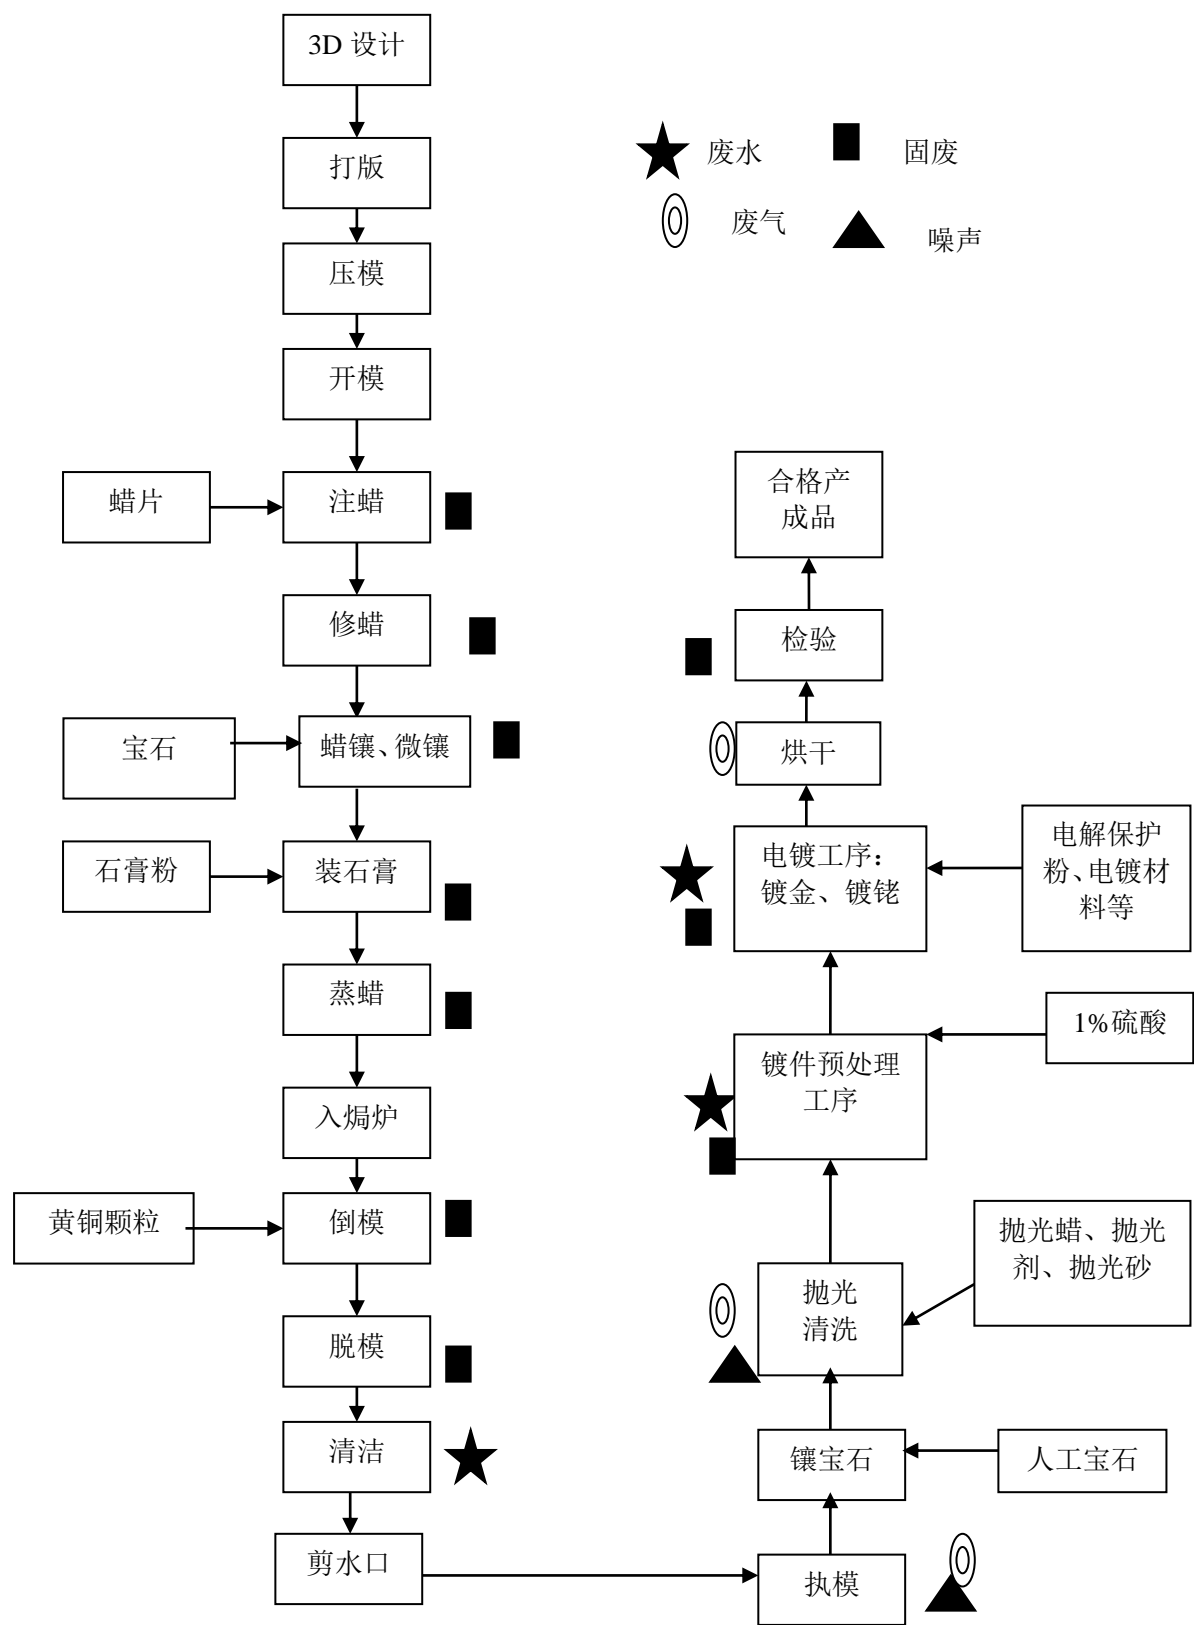 3D 设计
打版
压模
开模
蜡片
注蜡
修蜡
宝石
蜡镶、微镶
石膏粉
装石膏
蒸蜡
入焗炉
黄铜颗粒
倒模
脱模
清洁
剪水口
废水
固废
废气
噪声
合格产
成品
检验
烘干
电镀工序：
镀金、镀铑
电解保护
粉、电镀材
料等
1%硫酸
镀件预处理
工序
抛光蜡、抛光
剂、抛光砂
抛光
清洗
镶宝石
人工宝石
执模